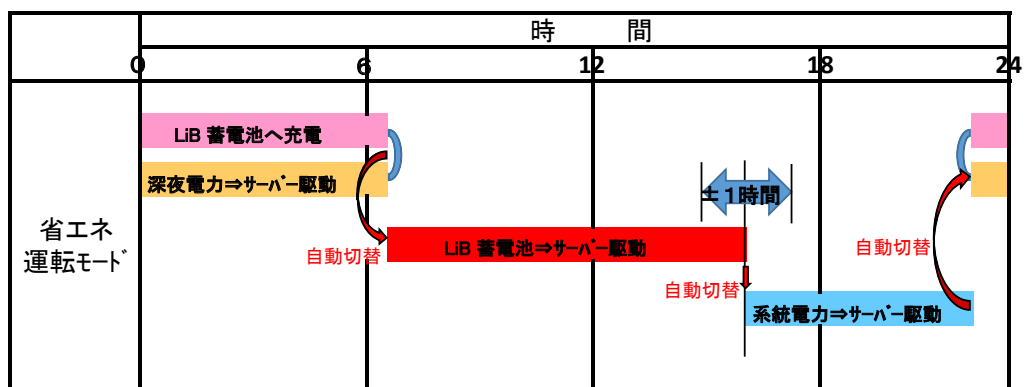 時 間
0 6 12 18 24
LiB 蓄電池へ充電
深夜電力⇒サーバー駆動
±1時間
省エネ
運転モード
自動切替
LiB 蓄電池⇒サーバー駆動
自動切替
自動切替
系統電力⇒サーバー駆動